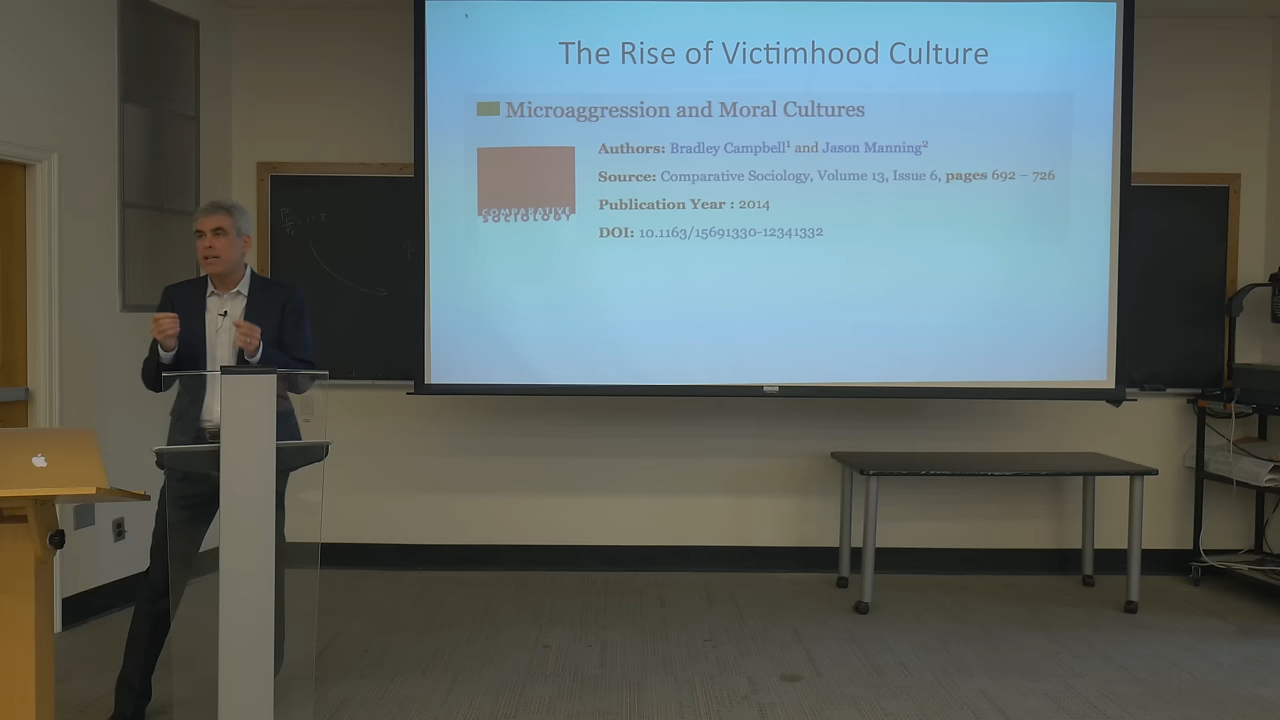 The Rise of Victimhood Culture
Microaggression and Moral Cultures
Authors: Bradley Campbell¹ and Jason Manning²
Source: Comparative Sociology, Volume 13, Issue 6, pages 692 – 726
Publication Year : 2014
DOI: 10.1163/15691330-12341332
COMPARATIVE
SOCIOLOGY